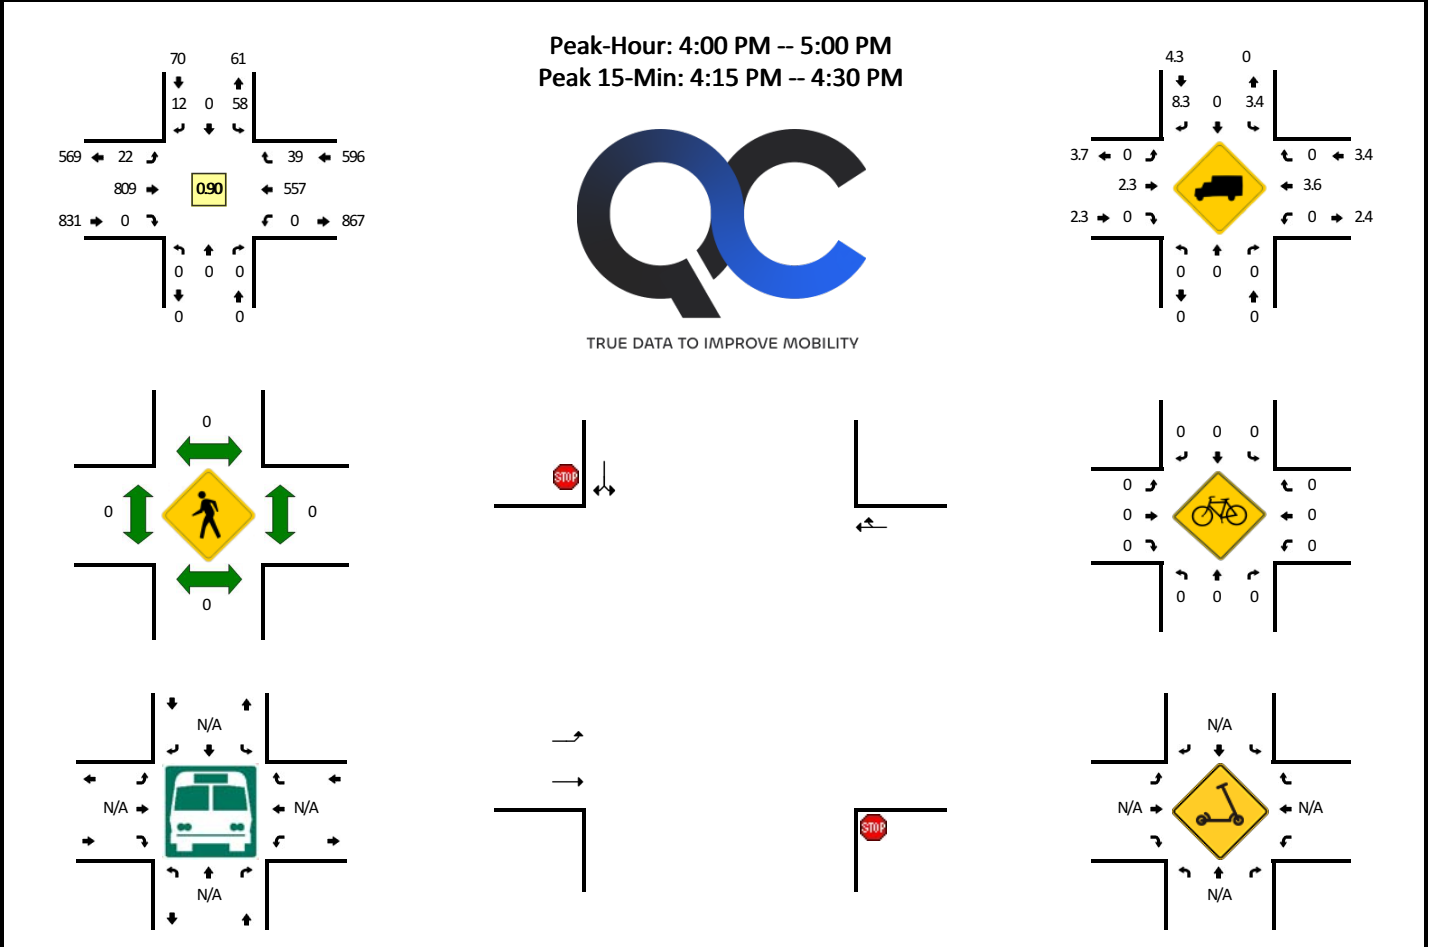 Peak-Hour: 4:00 PM -- 5:00 PM
Peak 15-Min: 4:15 PM -- 4:30 PM
70 61
12 0 58
569 22 39 596
809 0.90 557
831 0 0 867
0 0 0
0 0
TRUE DATA TO IMPROVE MOBILITY
4.3 0
8.3 0 3.4
3.7 0 0 3.4
2.3 3.6
2.3 0 0 2.4
0 0 0
0 0
0
0 0
0
STOP
STOP
0 0 0
0 0
0 0
0 0
0 0 0
N/A
N/A N/A
N/A
N/A
N/A N/A
N/A